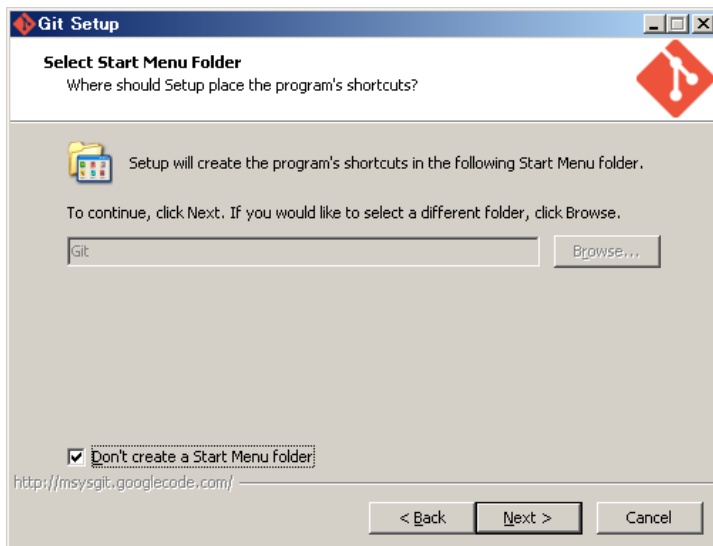 Git Setup
Select Start Menu Folder
Where should Setup place the program's shortcuts?
Setup will create the program's shortcuts in the following Start Menu folder.
To continue, click Next. If you would like to select a different folder, click Browse.
Git
Browse...
Don't create a Start Menu folder
http://msysgit.googlecode.com/
< Back
Next >
Cancel